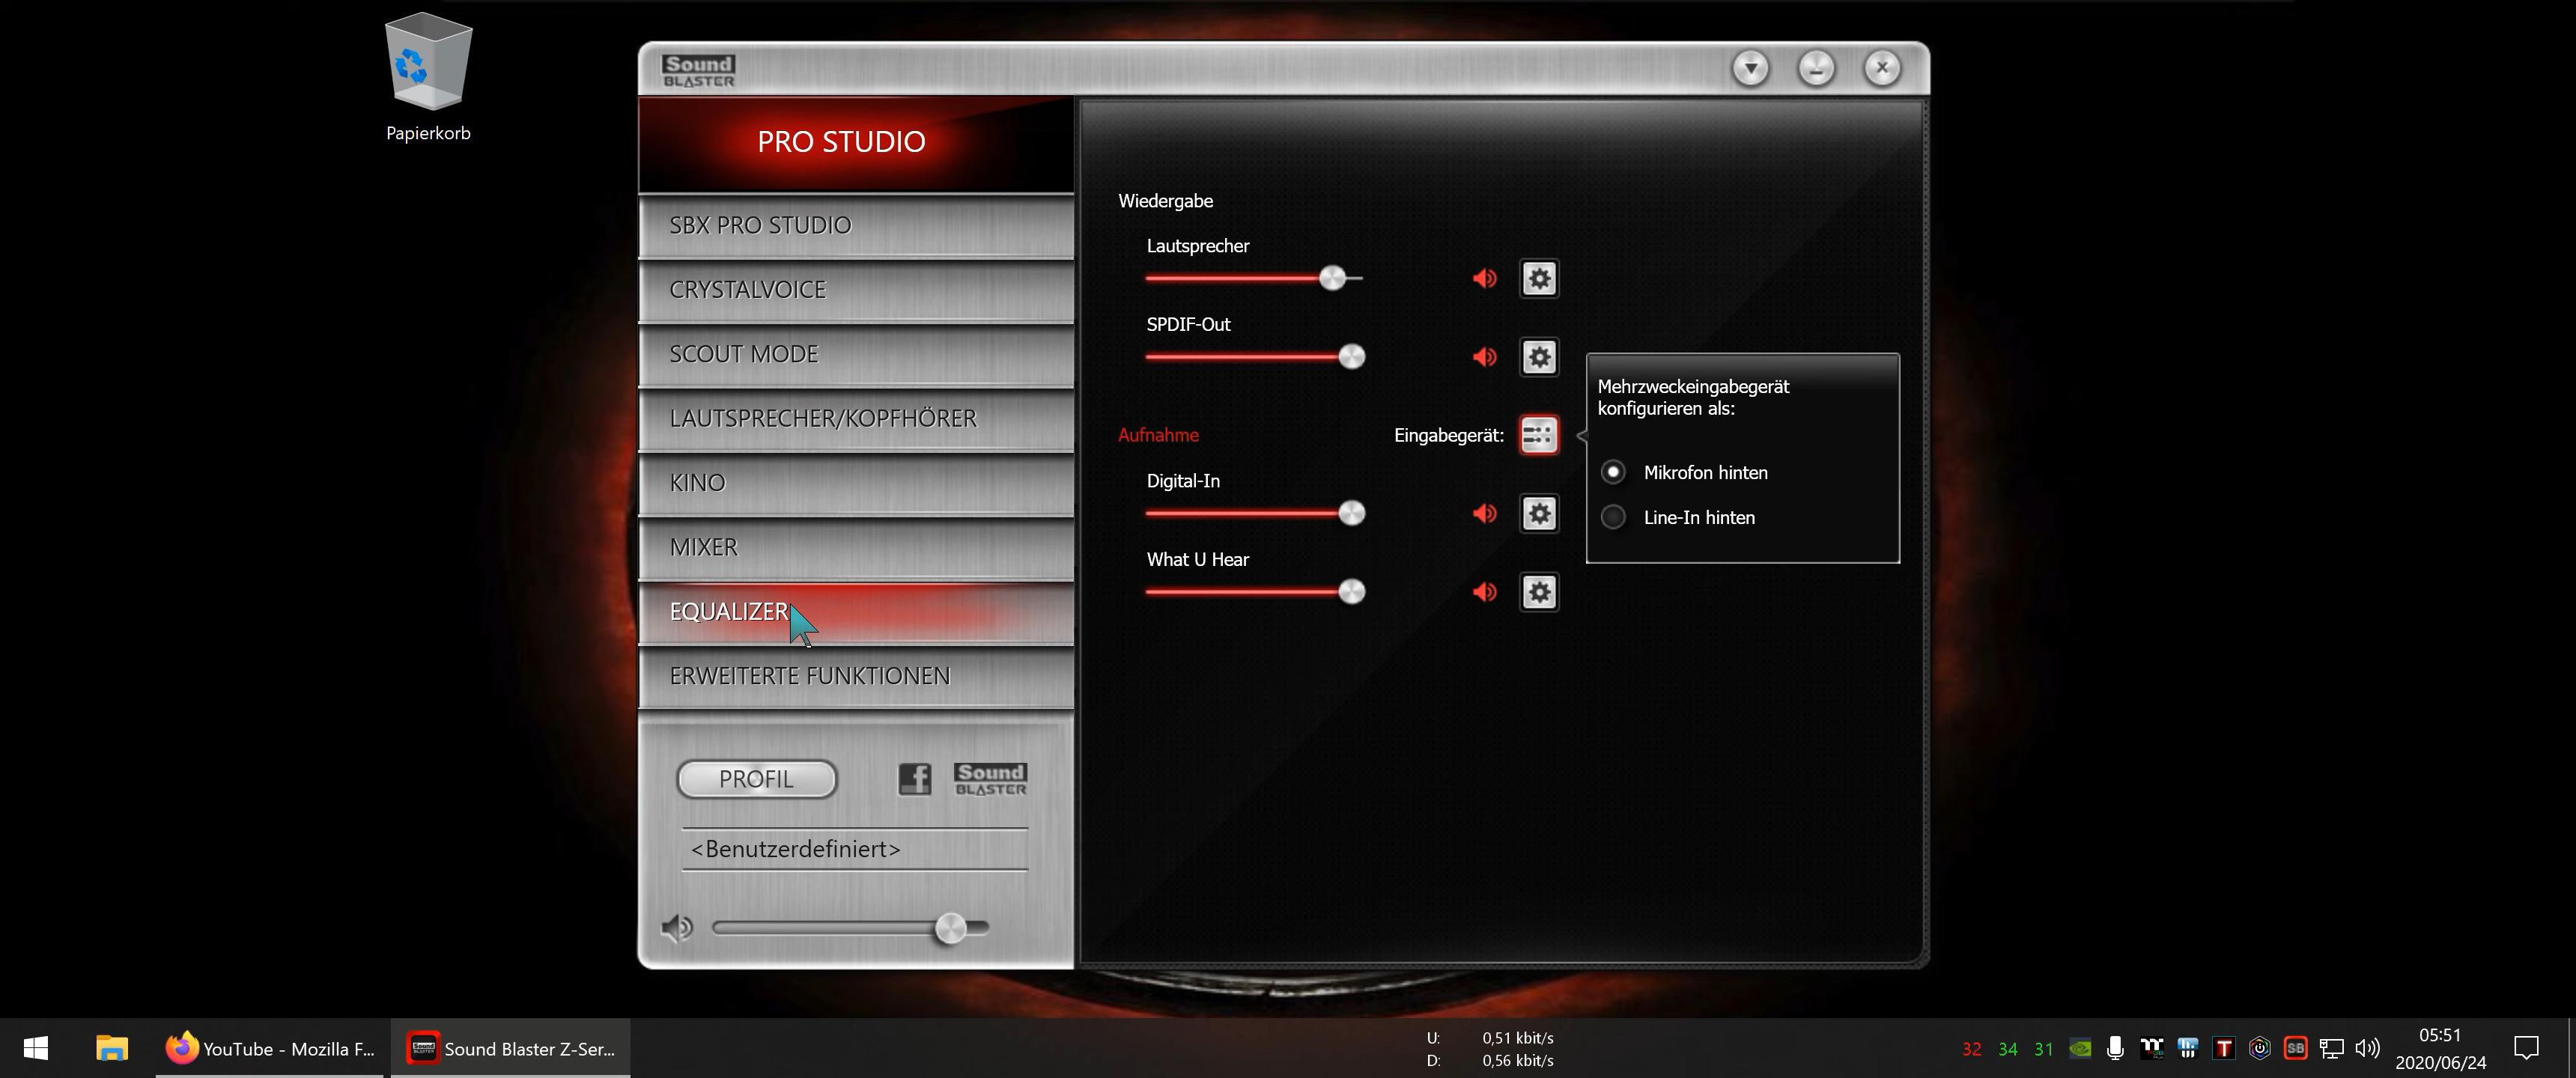 Papierkorb
Sound
BLASTER
PRO STUDIO
SBX PRO STUDIO
CRYSTALVOICE
SCOUT MODE
LAUTSPRECHER/KOPFHÖRER
KINO
MIXER
EQUALIZER
ERWEITERTE FUNKTIONEN
PROFIL
f
Sound
BLASTER
<Benutzerdefiniert>
Wiedergabe
Lautsprecher
SPDIF-Out
Aufnahme
Eingabegerät:
Digital-In
What U Hear
Mehrzweckeingabegerät
konfigurieren als:
Mikrofon hinten
Line-In hinten
YouTube - Mozilla F...
Sound Blaster Z-Ser...
U: 0,51 kbit/s
D: 0,56 kbit/s
32 34 31
T
SB
05:51
2020/06/24